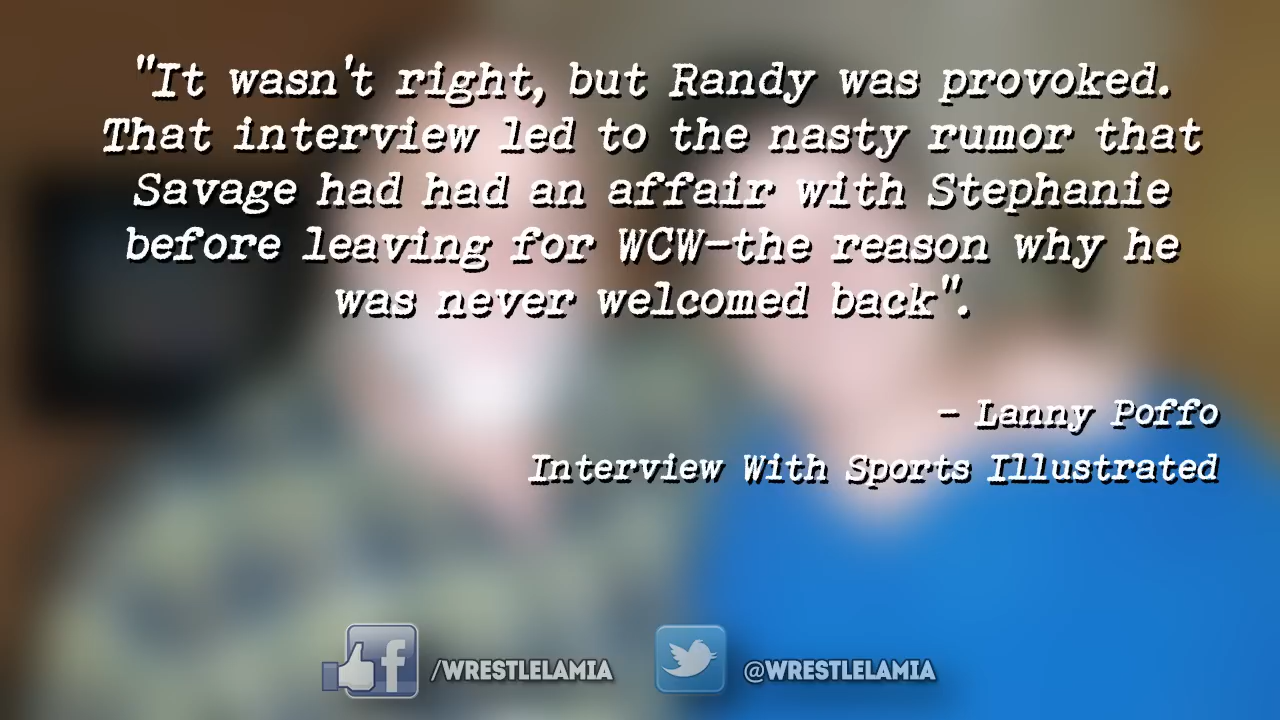 "It wasn't right, but Randy was provoked.
That interview led to the nasty rumor that
Savage had had an affair with Stephanie
before leaving for WCW-the reason why he
was never welcomed back".
- Lanny Poffo
Interview With Sports Illustrated
f /WRESTLELAMIA @WRESTLELAMIA